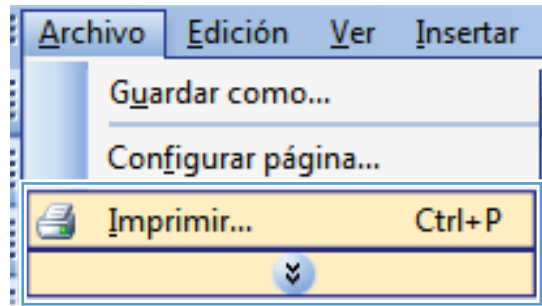 Archivo Edición Ver Insertar
Guardar como...
Configurar página...
Imprimir... Ctrl+P